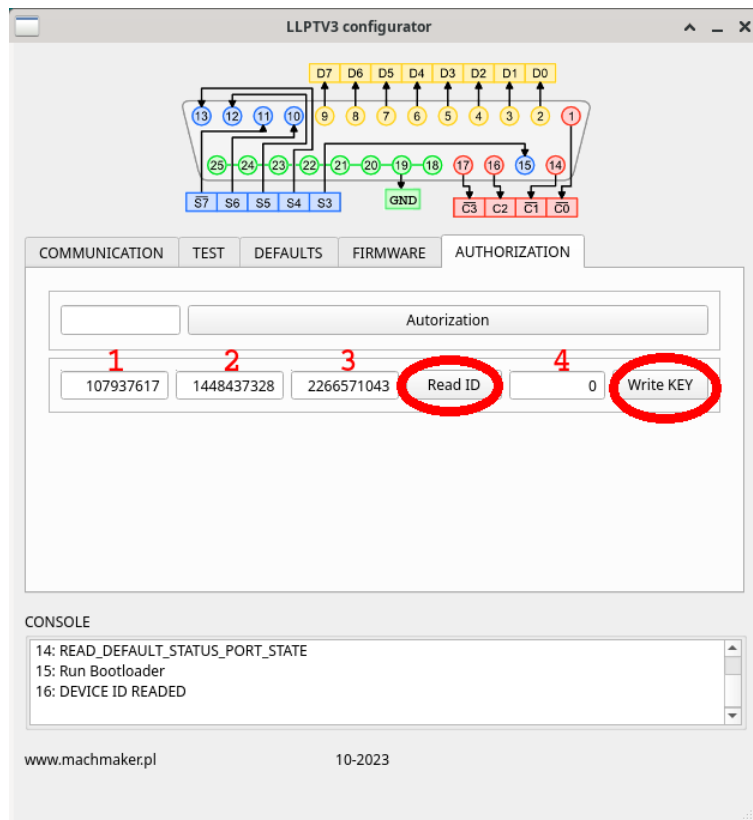 LLPTV3 configurator
D7 D6 D5 D4 D3 D2 D1 D0
13 12 11 10 9 8 7 6 5 4 3 2 1
25 24 23 22 21 20 19 18 17 16 15 14
S7 S6 S5 S4 S3 GND C3 C2 C1 C0
COMMUNICATION TEST DEFAULTS FIRMWARE AUTHORIZATION
Autorization
1 2 3 4
107937617 1448437328 2266571043 Read ID 0 Write KEY
CONSOLE
14: READ_DEFAULT_STATUS_PORT_STATE
15: Run Bootloader
16: DEVICE ID READED
www.machmaker.pl 10-2023